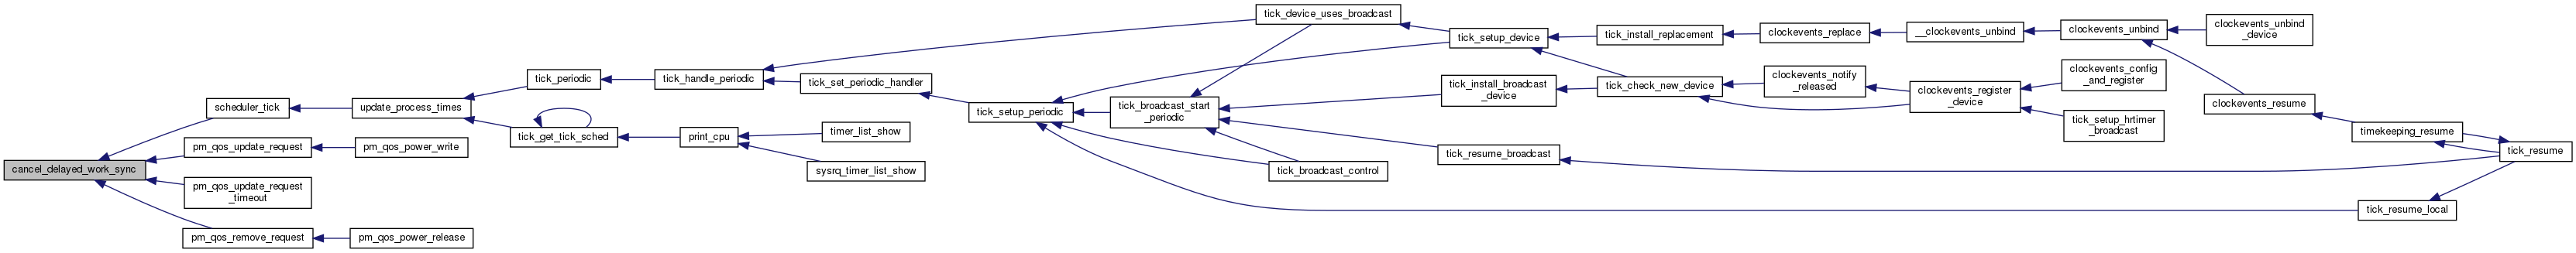 cancel_delayed_work_sync
scheduler_tick
pm_qos_update_request
pm_qos_update_request
_timeout
pm_qos_remove_request
update_process_times
pm_qos_power_write
pm_qos_power_release
tick_periodic
tick_get_tick_sched
tick_handle_periodic
print_cpu
tick_set_periodic_handler
timer_list_show
sysrq_timer_list_show
tick_setup_periodic
tick_device_uses_broadcast
tick_broadcast_start
_periodic
tick_broadcast_control
tick_setup_device
tick_install_broadcast
_device
tick_resume_broadcast
tick_install_replacement
tick_check_new_device
clockevents_replace
clockevents_notify
_released
__clockevents_unbind
clockevents_register
_device
clockevents_unbind
clockevents_config
_and_register
tick_setup_hrtimer
_broadcast
clockevents_unbind
_device
clockevents_resume
timekeeping_resume
tick_resume_local
tick_resume